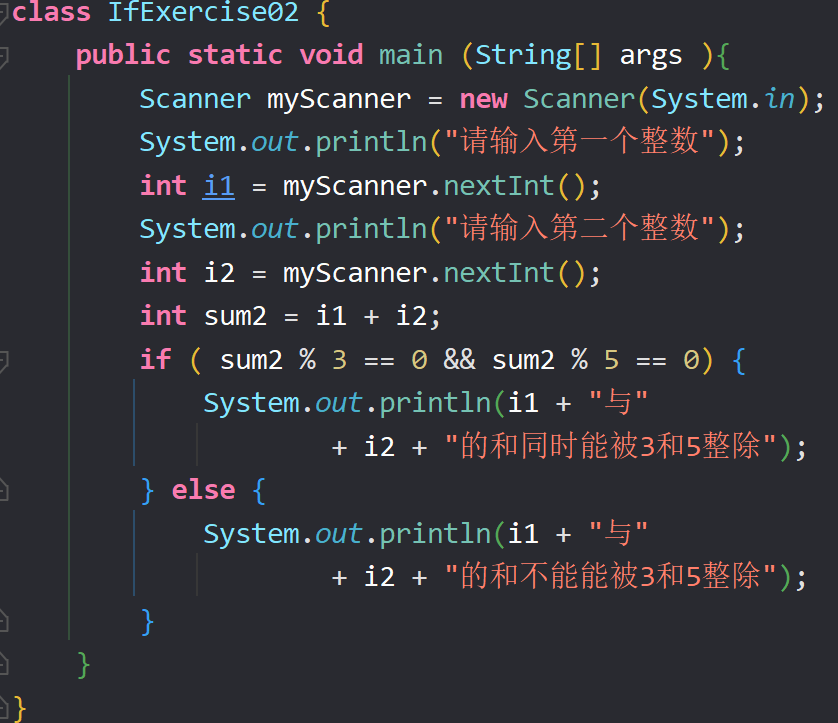 class IfExercise02 {
public static void main (String[] args ){
Scanner myScanner = new Scanner(System.in);
System.out.println("请输入第一个整数");
int i1 = myScanner.nextInt();
System.out.println("请输入第二个整数");
int i2 = myScanner.nextInt();
int sum2 = i1 + i2;
if ( sum2 % 3 == 0 && sum2 % 5 == 0) {
System.out.println(i1 + "与"
+ i2 + "的和同时能被3和5整除");
} else {
System.out.println(i1 + "与"
+ i2 + "的和不能能被3和5整除");
}
}
}